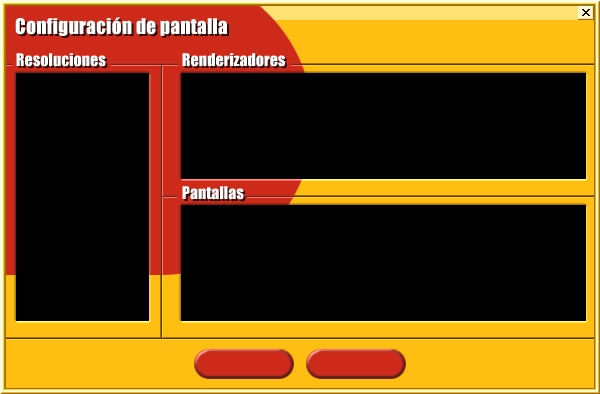 Configuración de pantalla
Resoluciones
Renderizadores
Pantallas